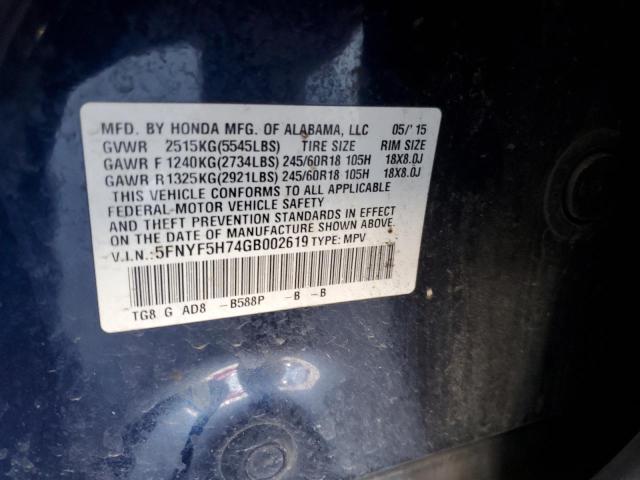 MFD. BY HONDA MFG. OF ALABAMA, LLC 05/'15
GVWR 2515KG(5545LBS) TIRE SIZE RIM SIZE
GAWR F 1240KG(2734LBS) 245/60R18 105H 18X8.0J
GAWR R 1325KG(2921LBS) 245/60R18 105H 18X8.0J
THIS VEHICLE CONFORMS TO ALL APPLICABLE
FEDERAL-MOTOR VEHICLE SAFETY
AND THEFT PREVENTION STANDARDS IN EFFECT
ON THE DATE OF MANUFACTURE SHOWN ABOVE.
V.I.N.: 5FNYF5H74GB002619 TYPE: MPV
TG8 G AD8 -B588P -B -B